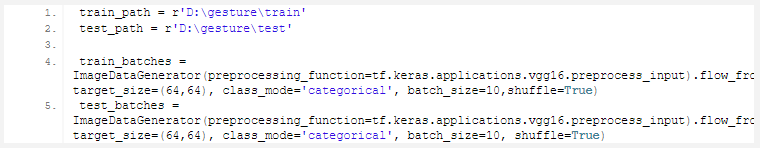 1. train_path = r'D:\gesture\train'
2. test_path = r'D:\gesture\test'
3.
4. train_batches =
ImageDataGenerator(preprocessing_function=tf.keras.applications.vgg16.preprocess_input).flow_fro
target_size=(64,64), class_mode='categorical', batch_size=10,shuffle=True)
5. test_batches =
ImageDataGenerator(preprocessing_function=tf.keras.applications.vgg16.preprocess_input).flow_fro
target_size=(64,64), class_mode='categorical', batch_size=10, shuffle=True)